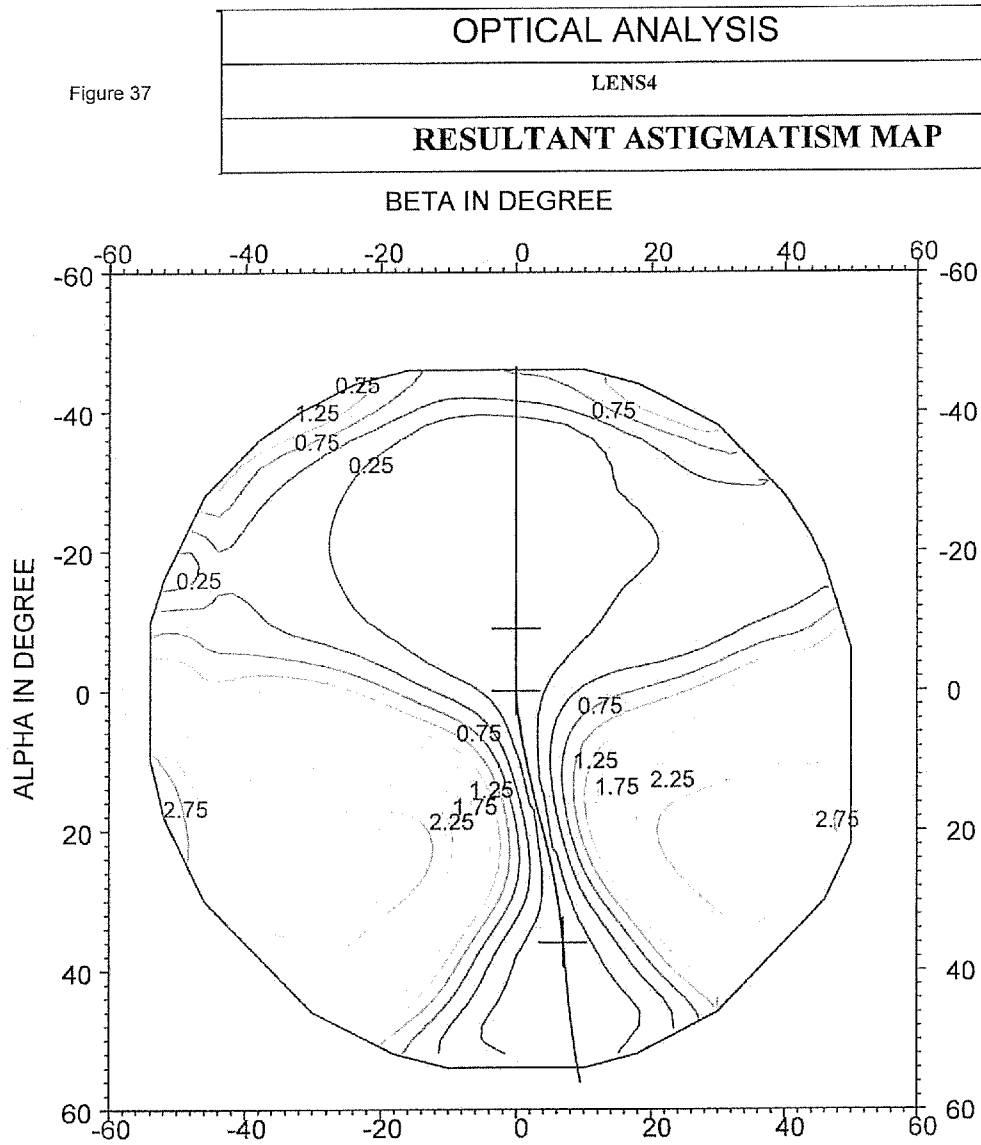 OPTICAL ANALYSIS
Figure 37
LENS4
RESULTANT ASTIGMATISM MAP
BETA IN DEGREE
-60 -40 -20 0 20 40 60
-60 -60
0.25
-40 1.25 0.75 -40
0.75
0.25
-20 -20
0.25
ALPHA IN DEGREE
0 0.75 0
0.75
1.25
1.25 1.75 2.25
2.75 1.75
2.25 2.75
20 20
40 40
60 60
-60 -40 -20 0 20 40 60